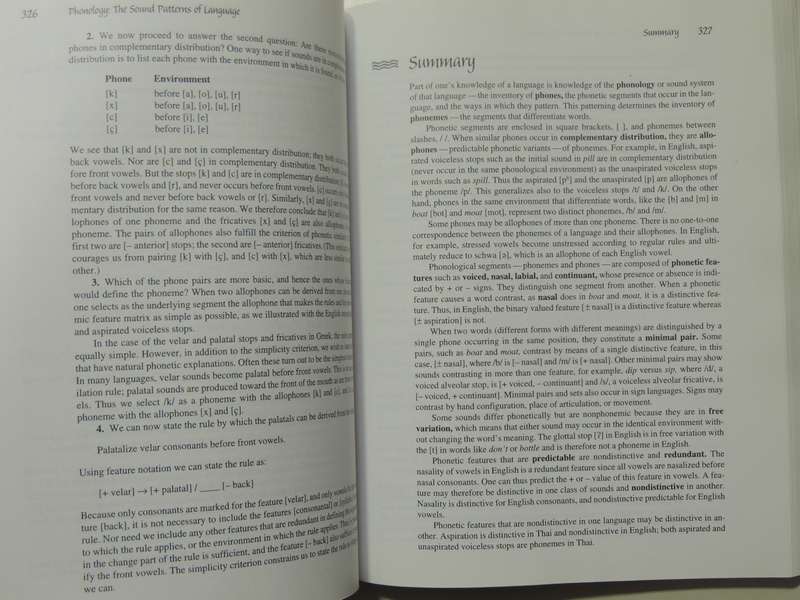 326 Phonology: The Sound Patterns of Language
2. We now proceed to answer the second question: Are these
phones in complementary distribution? One way to see if sounds are in
distribution is to list each phone with the environment in which it is found
Phone Environment
[k] before [a], [o], [u], [r]
[x] before [a], [o], [u], [r]
[c] before [i], [e]
[ç] before [i], [e]
We see that [k] and [x] are not in complementary distribution; they both
back vowels. Nor are [c] and [ç] in complementary distribution. They both
fore front vowels. But the stops [k] and [c] are in complementary distribution;
before back vowels and [r], and never occurs before front vowels. [c] occurs
front vowels and never before back vowels or [r]. Similarly, [x] and [ç] are in
mentary distribution for the same reason. We therefore conclude that [k] and
lophones of one phoneme and the fricatives [x] and [ç] are also allophones
phoneme. The pairs of allophones also fulfill the criterion of phonetic
first two are [– anterior] stops; the second are [– anterior] fricatives. (This
courages us from pairing [k] with [ç], and [c] with [x], which are less similar
other.)
3. Which of the phone pairs are more basic, and hence the ones whose
would define the phoneme? When two allophones can be derived from one
one selects as the underlying segment the allophone that makes the rules and the
mic feature matrix as simple as possible, as we illustrated with the English
and aspirated voiceless stops.
In the case of the velar and palatal stops and fricatives in Greek, the rules
equally simple. However, in addition to the simplicity criterion, we wish to
that have natural phonetic explanations. Often these turn out to be the simplest
In many languages, velar sounds become palatal before front vowels. This is an
ilation rule; palatal sounds are produced toward the front of the mouth as are front
els. Thus we select /k/ as a phoneme with the allophones [k] and [c], and
phoneme with the allophones [x] and [ç].
4. We can now state the rule by which the palatals can be derived from the
Palatalize velar consonants before front vowels.
Using feature notation we can state the rule as:
[+ velar] → [+ palatal] / ____ [– back]
Because only consonants are marked for the feature [velar], and only vowels for the
ture [back], it is not necessary to include the features [consonantal] or
rule. Nor need we include any other features that are redundant in defining the
to which the rule applies, or the environment in which the rule applies. Thus
in the change part of the rule is sufficient, and the feature [– back] also suffices
ify the front vowels. The simplicity criterion constrains us to state the rule as
we can.
Summary 327
Summary
Part of one's knowledge of a language is knowledge of the phonology or sound system
of that language — the inventory of phones, the phonetic segments that occur in the lan-
guage, and the ways in which they pattern. This patterning determines the inventory of
phonemes — the segments that differentiate words.
Phonetic segments are enclosed in square brackets, [ ], and phonemes between
slashes, / /. When similar phones occur in complementary distribution, they are allo-
phones — predictable phonetic variants — of phonemes. For example, in English, aspi-
rated voiceless stops such as the initial sound in pill are in complementary distribution
(never occur in the same phonological environment) as the unaspirated voiceless stops
in words such as spill. Thus the aspirated [pʰ] and the unaspirated [p] are allophones of
the phoneme /p/. This generalizes also to the voiceless stops /t/ and /k/. On the other
hand, phones in the same environment that differentiate words, like the [b] and [m] in
boat [bot] and moat [mot], represent two distinct phonemes, /b/ and /m/.
Some phones may be allophones of more than one phoneme. There is no one-to-one
correspondence between the phonemes of a language and their allophones. In English,
for example, stressed vowels become unstressed according to regular rules and ulti-
mately reduce to schwa [ə], which is an allophone of each English vowel.
Phonological segments — phonemes and phones — are composed of phonetic fea-
tures such as voiced, nasal, labial, and continuant, whose presence or absence is indi-
cated by + or – signs. They distinguish one segment from another. When a phonetic
feature causes a word contrast, as nasal does in boat and moat, it is a distinctive fea-
ture. Thus, in English, the binary valued feature [± nasal] is a distinctive feature whereas
[± aspiration] is not.
When two words (different forms with different meanings) are distinguished by a
single phone occurring in the same position, they constitute a minimal pair. Some
pairs, such as boat and moat, contrast by means of a single distinctive feature, in this
case, [± nasal], where /b/ is [– nasal] and /m/ is [+ nasal]. Other minimal pairs may show
sounds contrasting in more than one feature, for example, dip versus sip, where /d/, a
voiced alveolar stop, is [+ voiced, – continuant] and /s/, a voiceless alveolar fricative, is
[– voiced, + continuant]. Minimal pairs and sets also occur in sign languages. Signs may
contrast by hand configuration, place of articulation, or movement.
Some sounds differ phonetically but are nonphonemic because they are in free
variation, which means that either sound may occur in the identical environment with-
out changing the word's meaning. The glottal stop [ʔ] in English is in free variation with
the [t] in words like don't or bottle and is therefore not a phoneme in English.
Phonetic features that are predictable are nondistinctive and redundant. The
nasality of vowels in English is a redundant feature since all vowels are nasalized before
nasal consonants. One can thus predict the + or – value of this feature in vowels. A fea-
ture may therefore be distinctive in one class of sounds and nondistinctive in another.
Nasality is distinctive for English consonants, and nondistinctive predictable for English
vowels.
Phonetic features that are nondistinctive in one language may be distinctive in an-
other. Aspiration is distinctive in Thai and nondistinctive in English; both aspirated and
unaspirated voiceless stops are phonemes in Thai.